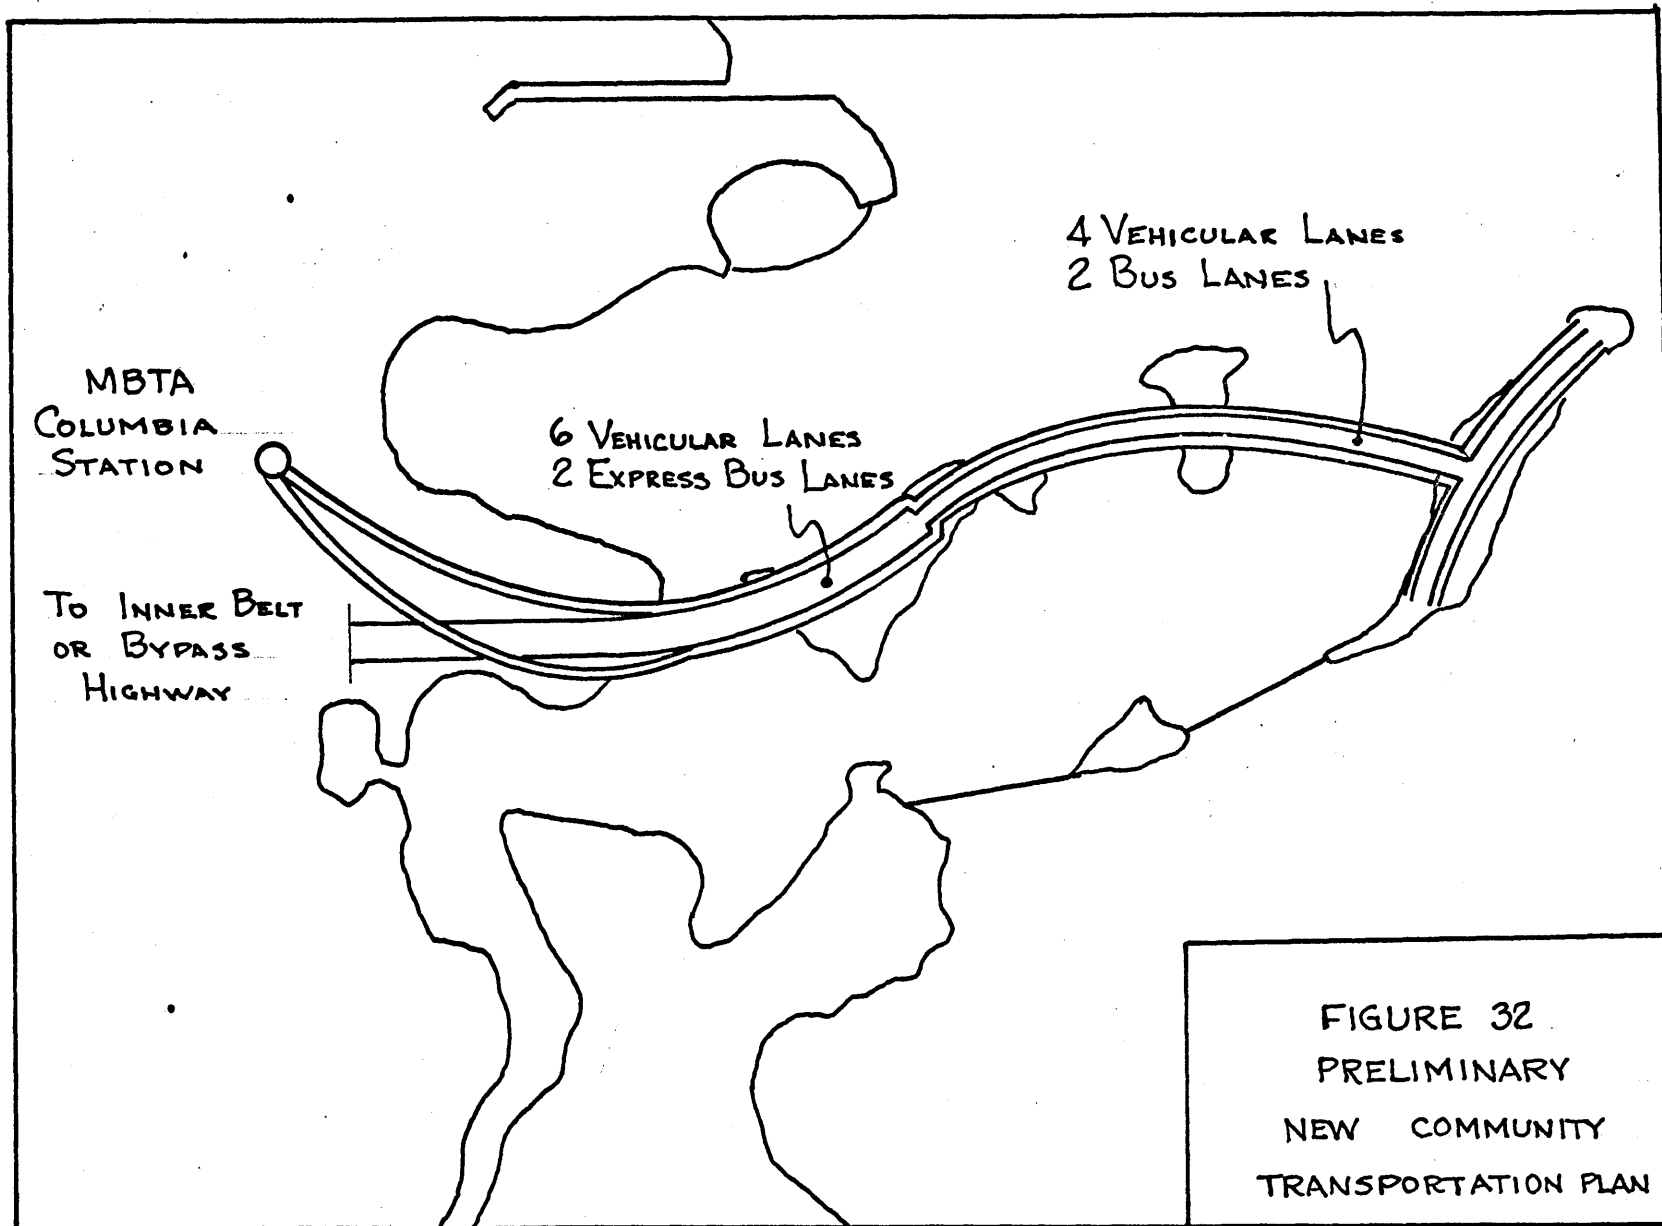 4 VEHICULAR LANES
2 BUS LANES
MBTA
COLUMBIA
STATION
6 VEHICULAR LANES
2 EXPRESS BUS LANES
TO INNER BELT
OR BYPASS
HIGHWAY
FIGURE 32
PRELIMINARY
NEW COMMUNITY
TRANSPORTATION PLAN